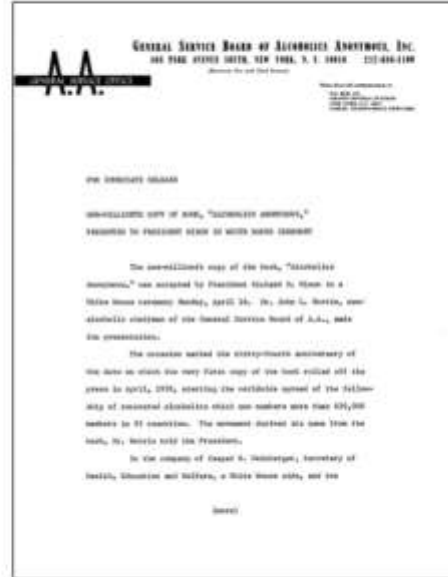 GENERAL SERVICE BOARD OF ALCOHOLICS ANONYMOUS, INC.
468 PARK AVENUE SOUTH, NEW YORK, N. Y. 10016 212-686-1100
A.A.
GENERAL SERVICE OFFICE
FOR IMMEDIATE RELEASE
ONE-MILLIONTH COPY OF BOOK, "ALCOHOLICS ANONYMOUS,"
PRESENTED TO PRESIDENT NIXON IN WHITE HOUSE CEREMONY
The one-millionth copy of the book, "Alcoholics
Anonymous," was accepted by President Richard M. Nixon in a
White House ceremony Monday, April 16. Dr. John L. Norris, non-
alcoholic chairman of the General Service Board of A.A., made
the presentation.
The occasion marked the anniversary of
the date on which the very first copy of the book rolled off the
press in April, 1939, starting the worldwide spread of the fellow-
ship of recovered alcoholics which now numbers more than
members in countries. The movement derived its name from the
book, Dr. Norris told the President.
In the company of Caspar W. Weinberger, Secretary of
Health, Education and Welfare, a White House aide, and two
(more)